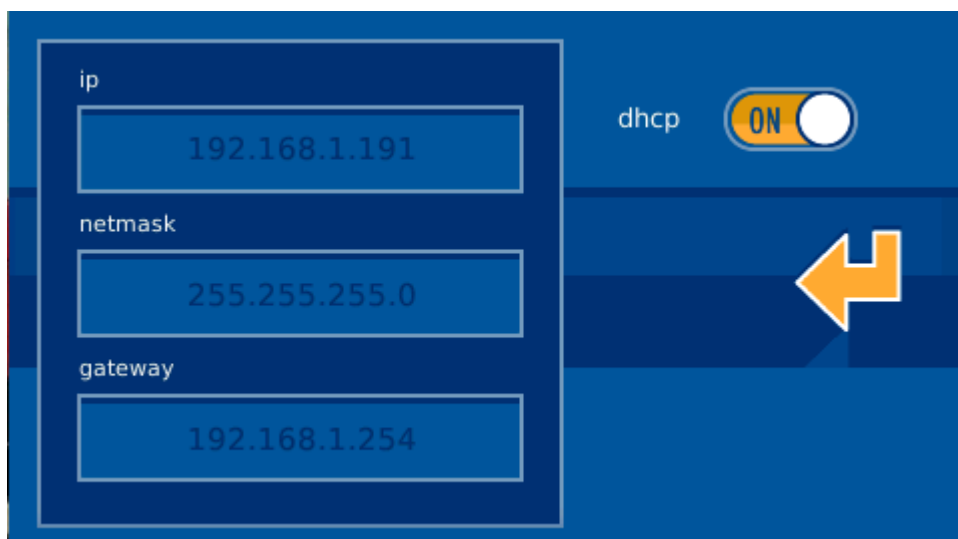 ip
192.168.1.191
dhcp
ON
netmask
255.255.255.0
gateway
192.168.1.254